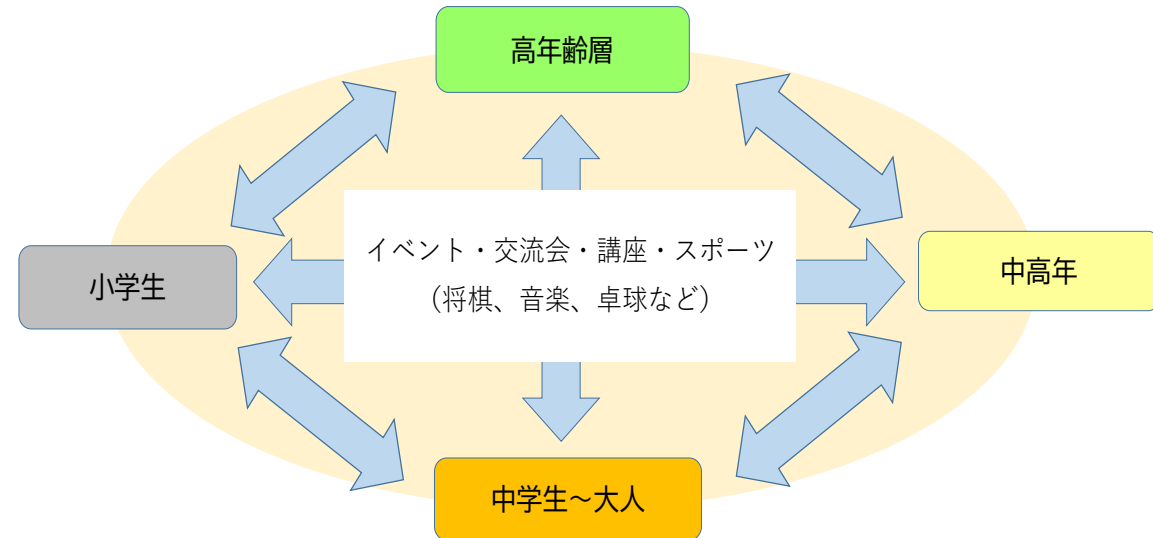 高年齢層
イベント・交流会・講座・スポーツ
（将棋、音楽、卓球など）
小学生
中高年
中学生～大人